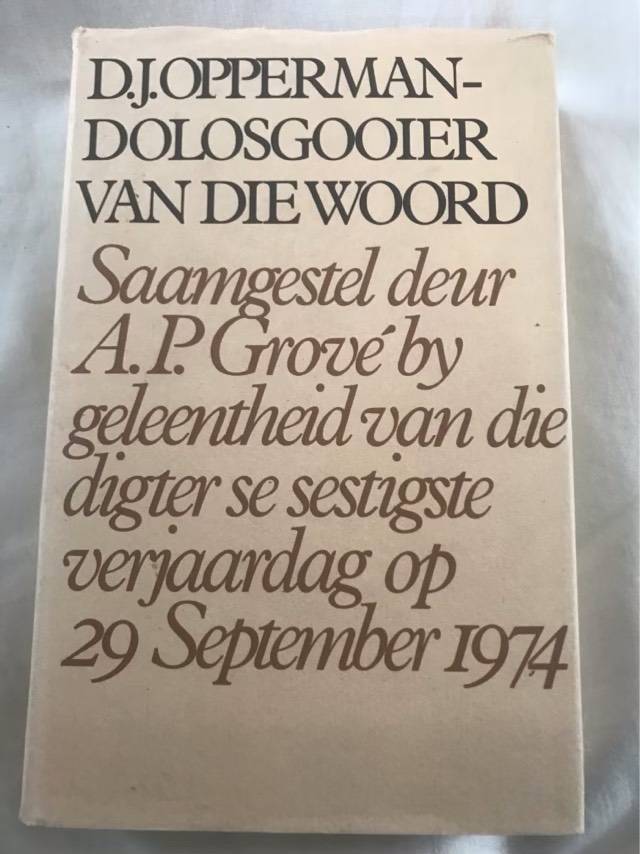 D.J.OPPERMAN-
DOLOSGOOIER
VAN DIE WOORD
Saamgestel deur
A.P. Grové by
geleentheid van die
digter se sestigste
verjaardag op
29 September 1974